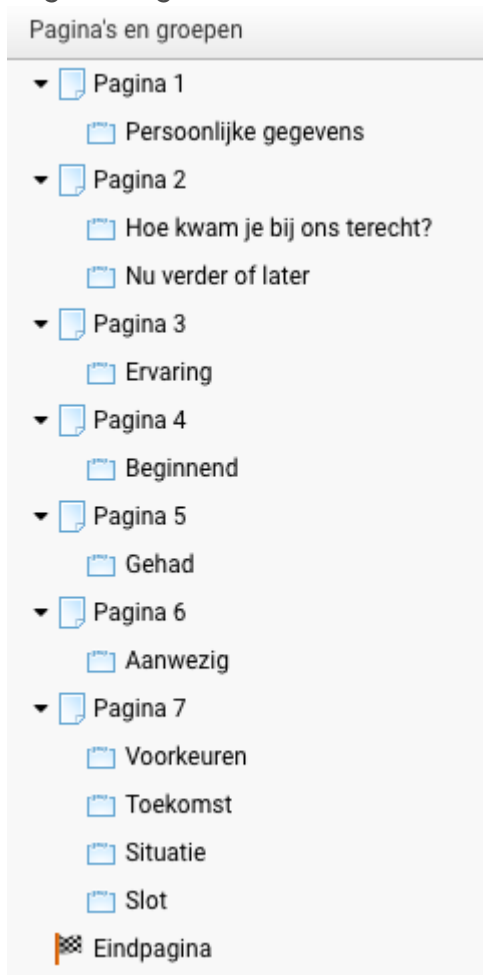 Pagina's en groepen
Pagina 1
Persoonlijke gegevens
Pagina 2
Hoe kwam je bij ons terecht?
Nu verder of later
Pagina 3
Ervaring
Pagina 4
Beginnend
Pagina 5
Gehad
Pagina 6
Aanwezig
Pagina 7
Voorkeuren
Toekomst
Situatie
Slot
Eindpagina